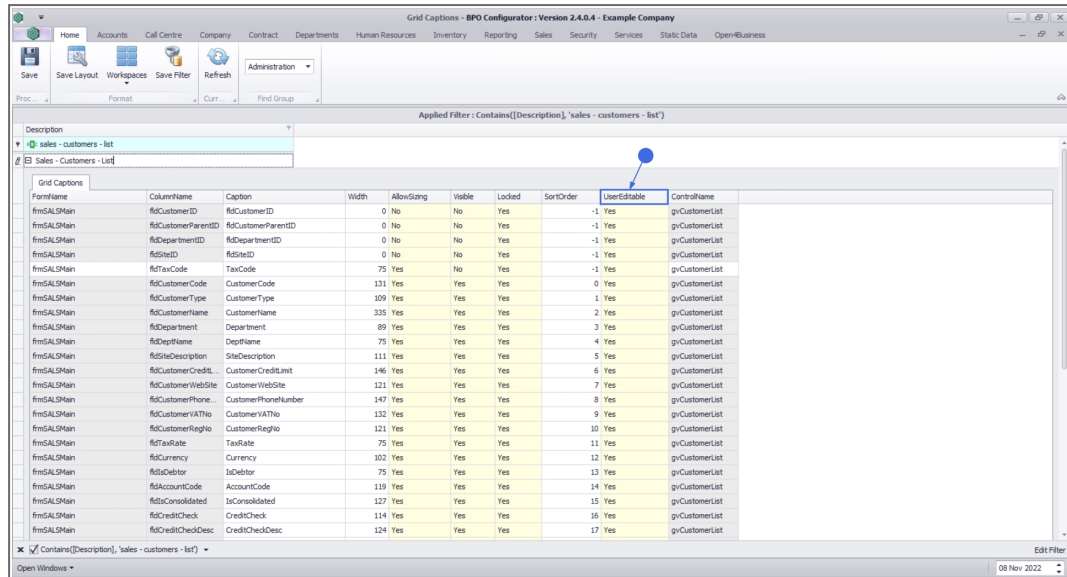 Grid Captions - BPO Configurator : Version 2.4.0.4 - Example Company
Home Accounts Call Centre Company Contract Departments Human Resources Inventory Reporting Sales Security Services Static Data Open4Business
Save Save Layout Workspaces Save Filter Refresh Administration
Proc... Format Curr... Find Group
Applied Filter : Contains([Description], 'sales - customers - list')
Description
sales - customers - list
Sales - Customers - List
Grid Captions
FormName ColumnName Caption Width AllowSizing Visible Locked SortOrder UserEditable ControlName
frmSALSMain fldCustomerID fldCustomerID 0 No No Yes -1 Yes gvCustomerList
frmSALSMain fldCustomerParentID fldCustomerParentID 0 No No Yes -1 Yes gvCustomerList
frmSALSMain fldDepartmentID fldDepartmentID 0 No No Yes -1 Yes gvCustomerList
frmSALSMain fldSiteID fldSiteID 0 No No Yes -1 Yes gvCustomerList
frmSALSMain fldTaxCode TaxCode 75 Yes No Yes -1 Yes gvCustomerList
frmSALSMain fldCustomerCode CustomerCode 131 Yes Yes Yes 0 Yes gvCustomerList
frmSALSMain fldCustomerType CustomerType 109 Yes Yes Yes 1 Yes gvCustomerList
frmSALSMain fldCustomerName CustomerName 335 Yes Yes Yes 2 Yes gvCustomerList
frmSALSMain fldDepartment Department 89 Yes Yes Yes 3 Yes gvCustomerList
frmSALSMain fldDeptName DeptName 75 Yes Yes Yes 4 Yes gvCustomerList
frmSALSMain fldSiteDescription SiteDescription 111 Yes Yes Yes 5 Yes gvCustomerList
frmSALSMain fldCustomerCreditL... CustomerCreditLimit 146 Yes Yes Yes 6 Yes gvCustomerList
frmSALSMain fldCustomerWebSite CustomerWebSite 121 Yes Yes Yes 7 Yes gvCustomerList
frmSALSMain fldCustomerPhone... CustomerPhoneNumber 147 Yes Yes Yes 8 Yes gvCustomerList
frmSALSMain fldCustomerVATNo CustomerVATNo 132 Yes Yes Yes 9 Yes gvCustomerList
frmSALSMain fldCustomerRegNo CustomerRegNo 121 Yes Yes Yes 10 Yes gvCustomerList
frmSALSMain fldTaxRate TaxRate 75 Yes Yes Yes 11 Yes gvCustomerList
frmSALSMain fldCurrency Currency 102 Yes Yes Yes 12 Yes gvCustomerList
frmSALSMain fldIsDebtor IsDebtor 75 Yes Yes Yes 13 Yes gvCustomerList
frmSALSMain fldAccountCode AccountCode 119 Yes Yes Yes 14 Yes gvCustomerList
frmSALSMain fldIsConsolidated IsConsolidated 127 Yes Yes Yes 15 Yes gvCustomerList
frmSALSMain fldCreditCheck CreditCheck 114 Yes Yes Yes 16 Yes gvCustomerList
frmSALSMain fldCreditCheckDesc CreditCheckDesc 124 Yes Yes Yes 17 Yes gvCustomerList
Contains([Description], 'sales - customers - list') Edit Filter
Open Windows 08 Nov 2022